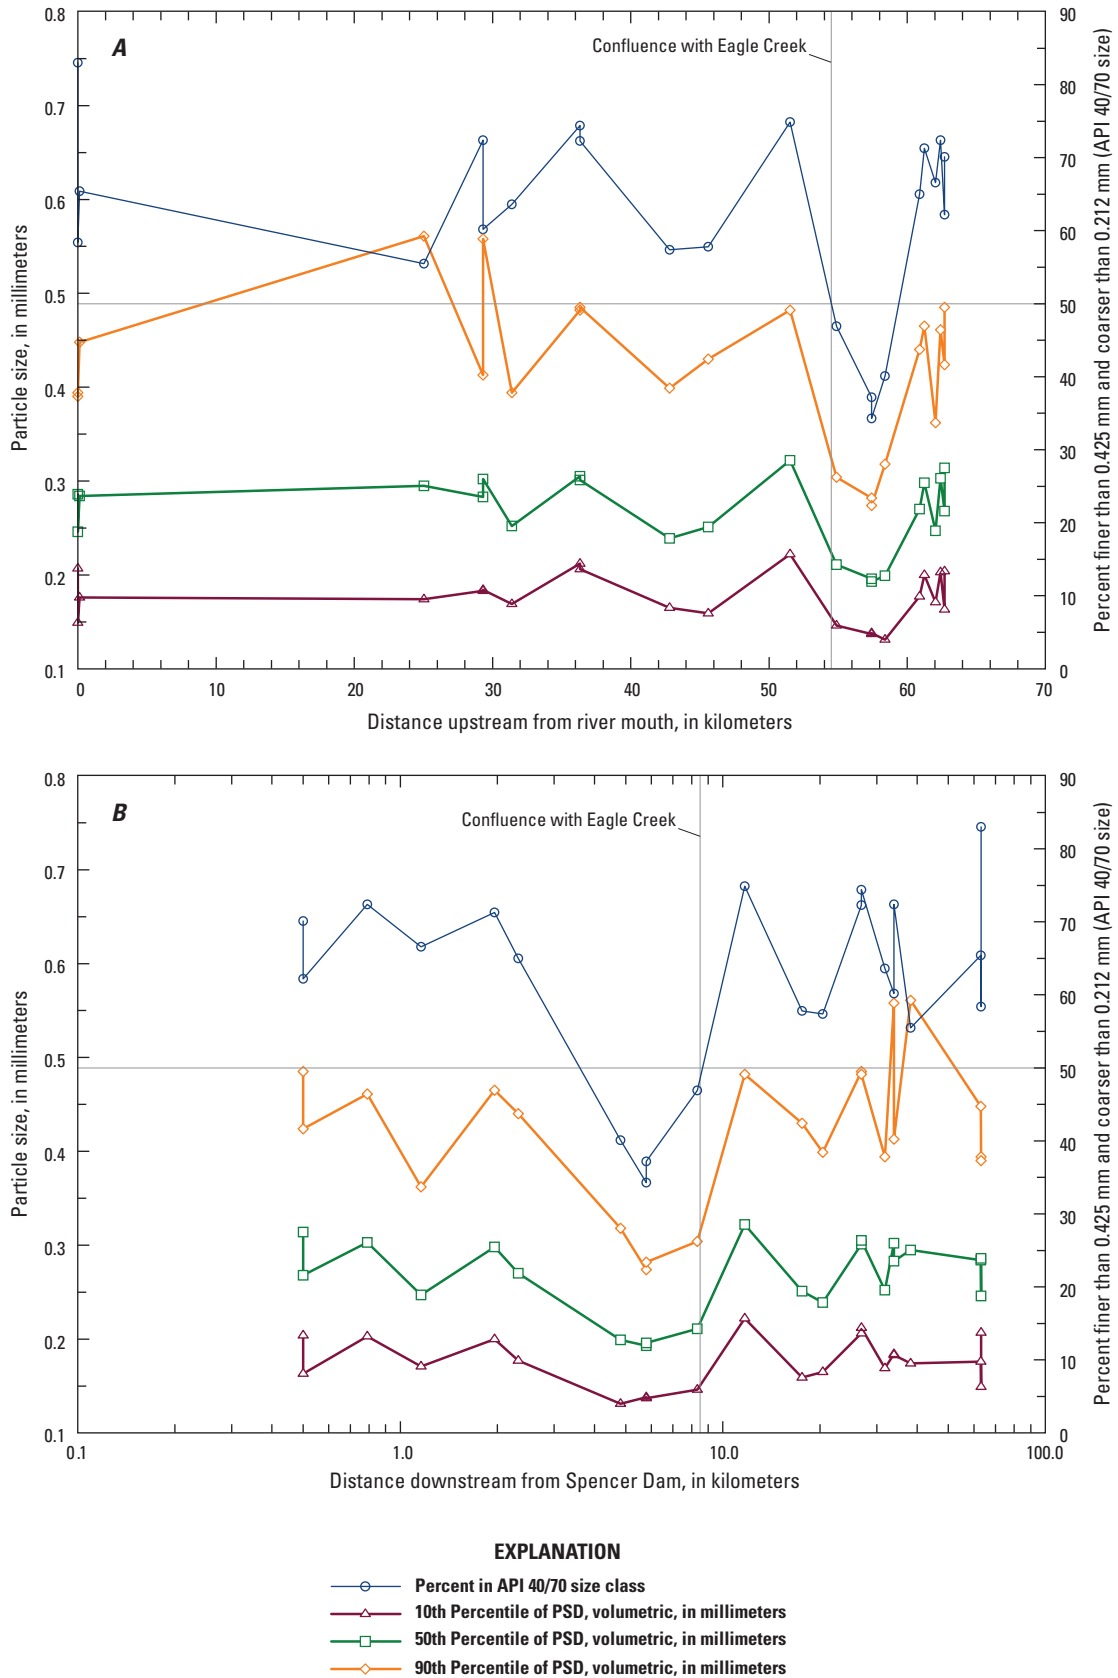 A
Confluence with Eagle Creek
0.8
0.7
0.6
0.5
0.4
0.3
0.2
0.1
Particle size, in millimeters
90
80
70
60
50
40
30
20
10
0
Percent finer than 0.425 mm and coarser than 0.212 mm (API 40/70 size)
0 10 20 30 40 50 60 70
Distance upstream from river mouth, in kilometers
B
Confluence with Eagle Creek
0.8
0.7
0.6
0.5
0.4
0.3
0.2
0.1
Particle size, in millimeters
90
80
70
60
50
40
30
20
10
0
Percent finer than 0.425 mm and coarser than 0.212 mm (API 40/70 size)
0.1 1.0 10.0 100.0
Distance downstream from Spencer Dam, in kilometers
EXPLANATION
Percent in API 40/70 size class
10th Percentile of PSD, volumetric, in millimeters
50th Percentile of PSD, volumetric, in millimeters
90th Percentile of PSD, volumetric, in millimeters